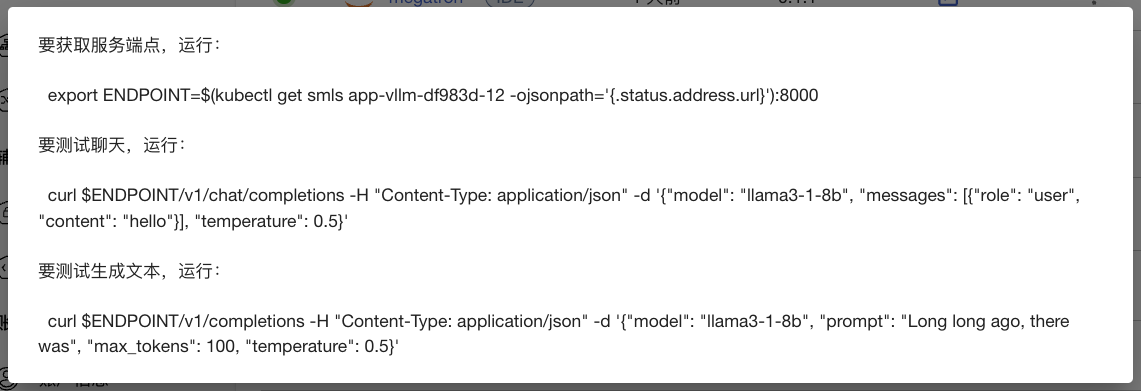 要获取服务端点，运行：
export ENDPOINT=$(kubectl get smls app-vllm-df983d-12 -ojsonpath='{.status.address.url}'):8000
要测试聊天，运行：
curl $ENDPOINT/v1/chat/completions -H "Content-Type: application/json" -d '{"model": "llama3-1-8b", "messages": [{"role": "user",
"content": "hello"}], "temperature": 0.5}'
要测试生成文本，运行：
curl $ENDPOINT/v1/completions -H "Content-Type: application/json" -d '{"model": "llama3-1-8b", "prompt": "Long long ago, there
was", "max_tokens": 100, "temperature": 0.5}'